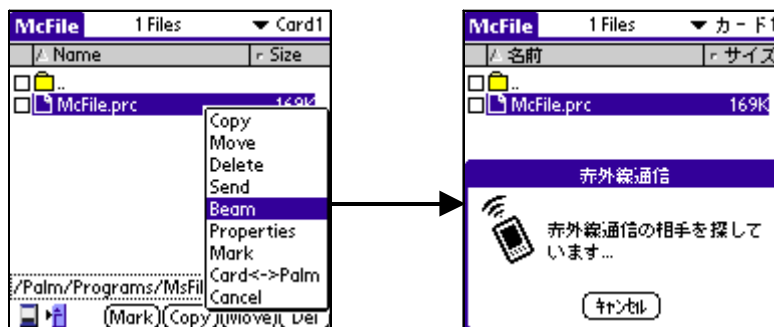 McFile 1 Files Card1
Name Size
..
McFile.prc 169K
Copy
Move
Delete
Send
Beam
Properties
Mark
Card<->Palm
Cancel
/Palm/Programs/MsFil
(Mark)(Copy)(Move)( Del
McFile 1 Files カード1
名前 サイズ
..
McFile.prc 169K
赤外線通信
赤外線通信の相手を探して
います...
キャンセル